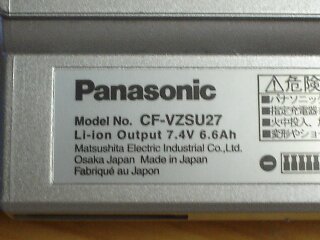 Panasonic
Model No. CF-VZSU27
Li-ion Output 7.4V 6.6Ah
Matsushita Electric Industrial Co.,Ltd.
Osaka Japan Made in Japan
Fabriqué au Japon
⚠危険
■パナソニック
■指定充電器
■火中投入、
■変形やショー